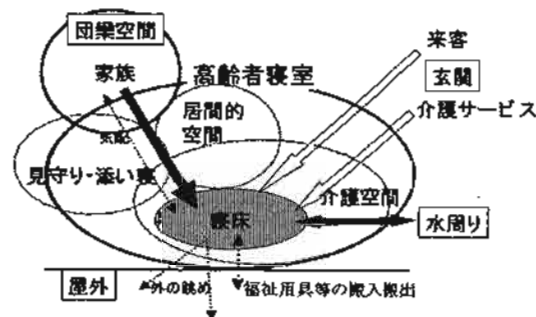 団欒空間
家族
高齢者寝室
来客
玄関
居間的
空間
介護サービス
気配
見守り・添い寝
介護空間
寝床
水周り
屋外
外の眺め
福祉用具等の搬入搬出